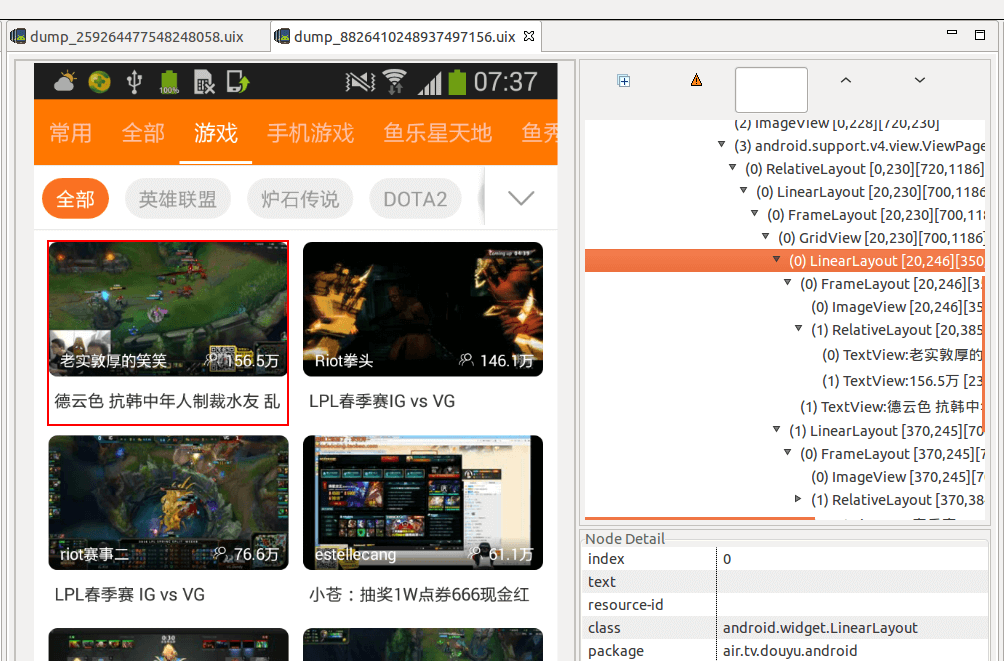 dump_259264477548248058.uix
dump_8826410248937497156.uix
100%
07:37
常用 全部 游戏 手机游戏 鱼乐星天地 鱼秀
全部 英雄联盟 炉石传说 DOTA2
老实敦厚的笑笑 156.5万
德云色 抗韩中年人制裁水友 乱
Riot拳头 146.1万
LPL春季赛IG vs VG
riot赛事二 76.6万
LPL春季赛 IG vs VG
estellecang 61.1万
小苍：抽奖1W点券666现金红
(2) ImageView [0,228][720,230]
(3) android.support.v4.view.ViewPage
(0) RelativeLayout [0,230][720,1186]
(0) LinearLayout [20,230][700,1186
(0) FrameLayout [20,230][700,118
(0) GridView [20,230][700,1186]
(0) LinearLayout [20,246][350,
(0) FrameLayout [20,246][3
(0) ImageView [20,246][35
(1) RelativeLayout [20,385
(0) TextView:老实敦厚的
(1) TextView:156.5万 [23
(1) TextView:德云色 抗韩中
(1) LinearLayout [370,245][70
(0) FrameLayout [370,245][7
(0) ImageView [370,245][7
(1) RelativeLayout [370,38
Node Detail
index 0
text
resource-id
class android.widget.LinearLayout
package air.tv.douyu.android